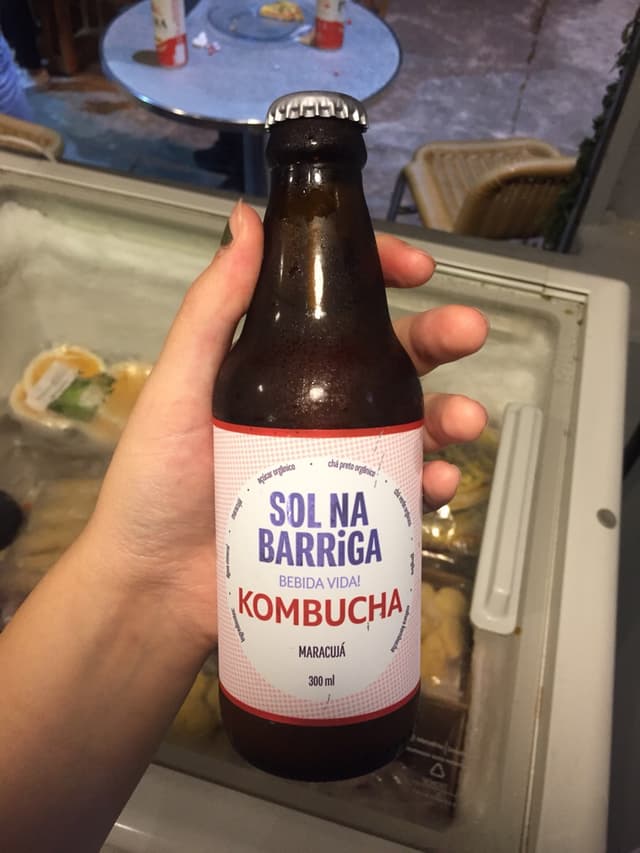 açúcar orgânico · chá preto orgânico
SOL NA
BARRiGA
BEBIDA VIDA!
KOMBUCHA
MARACUJÁ
300 ml